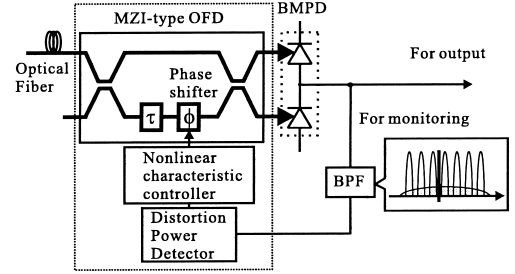 MZI-type OFD
BMPD
Optical
Fiber
Phase
shifter
τ
ϕ
For output
For monitoring
Nonlinear
characteristic
controller
BPF
Distortion
Power
Detector